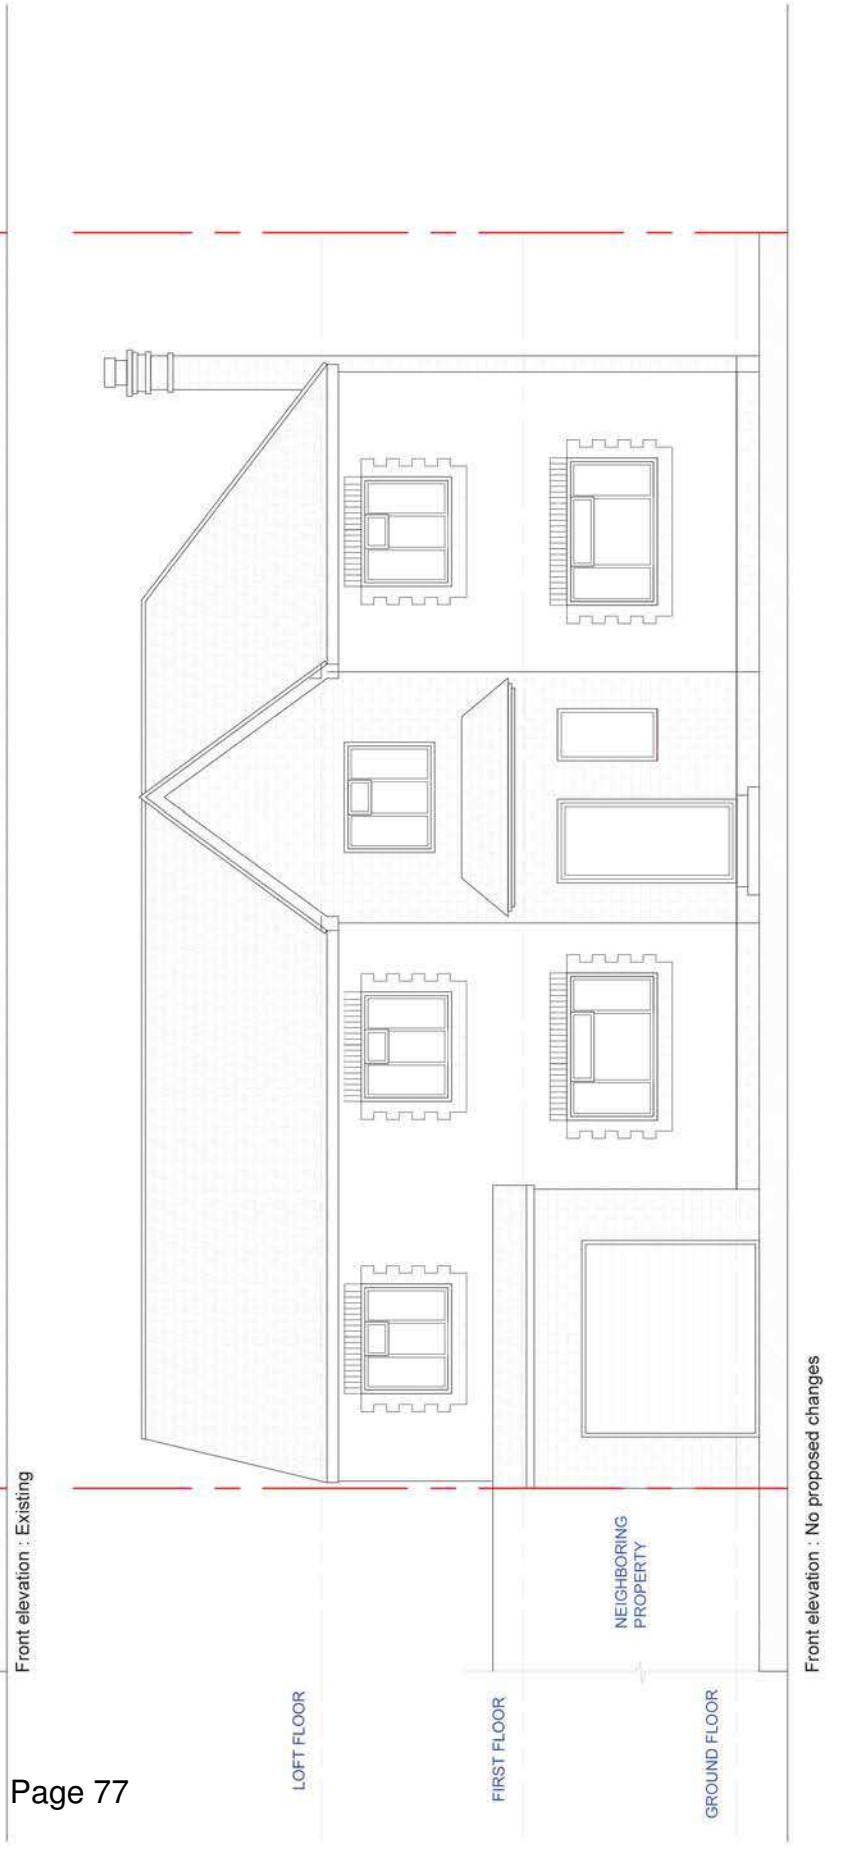 Front elevation : Existing
LOFT FLOOR
FIRST FLOOR
NEIGHBORING
PROPERTY
GROUND FLOOR
Front elevation : No proposed changes
Page 77